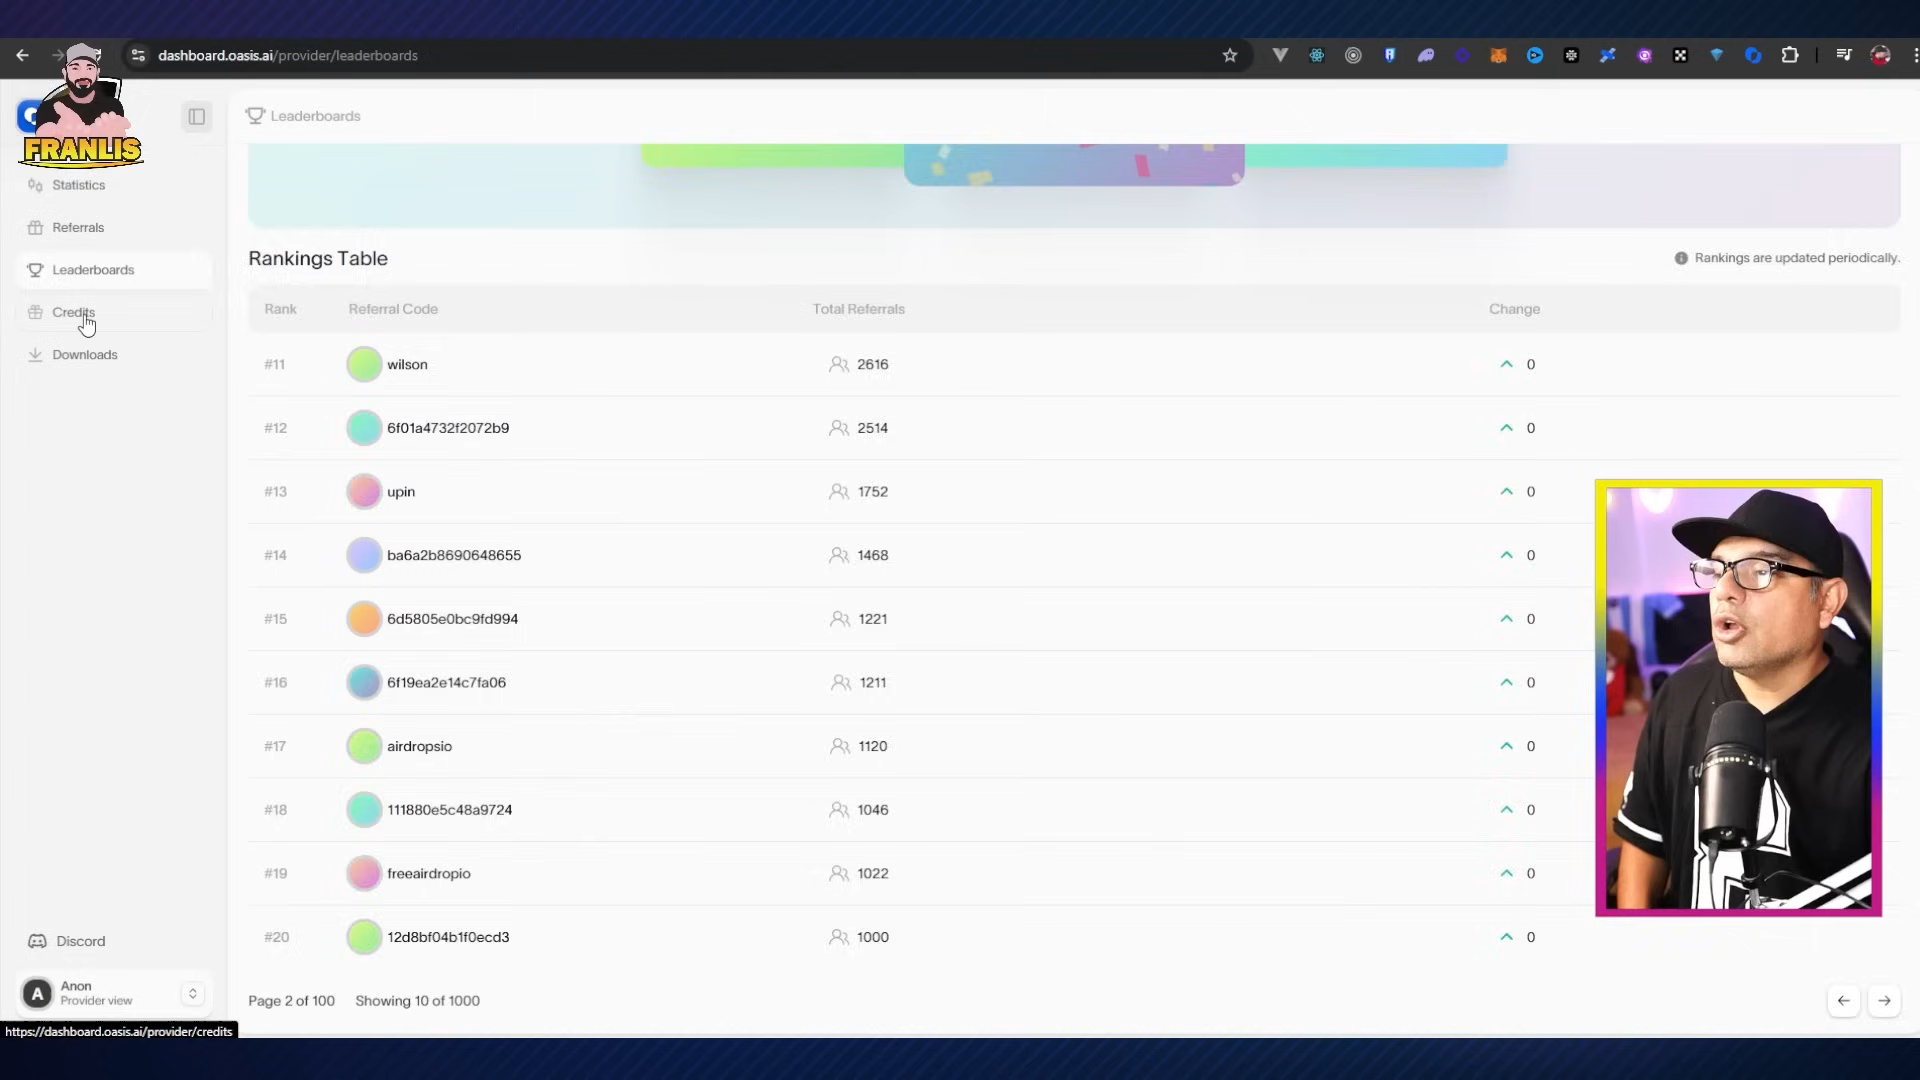 dashboard.oasis.ai/provider/leaderboards
FRANLIS
Leaderboards
Statistics
Referrals
Leaderboards
Credits
Downloads
Rankings Table
Rankings are updated periodically.
Rank Referral Code Total Referrals Change
#11 wilson 2616 0
#12 6f01a4732f2072b9 2514 0
#13 upin 1752 0
#14 ba6a2b8690648655 1468 0
#15 6d5805e0bc9fd994 1221 0
#16 6f19ea2e14c7fa06 1211 0
#17 airdropsio 1120 0
#18 111880e5c48a9724 1046 0
#19 freeairdropio 1022 0
#20 12d8bf04b1f0ecd3 1000 0
Discord
A Anon
Provider view
Page 2 of 100 Showing 10 of 1000
https://dashboard.oasis.ai/provider/credits